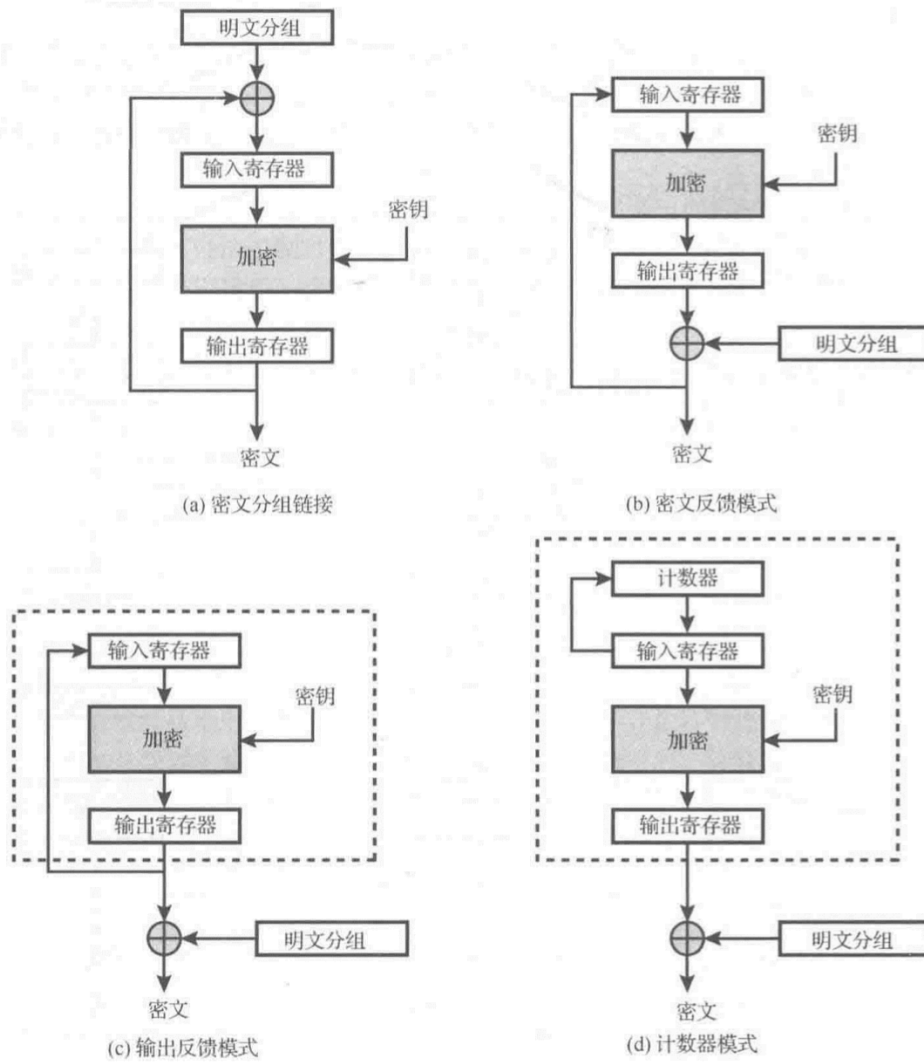 明文分组
输入寄存器
加密
密钥
输出寄存器
密文
(a) 密文分组链接
输入寄存器
密钥
加密
输出寄存器
明文分组
密文
(b) 密文反馈模式
输入寄存器
密钥
加密
输出寄存器
明文分组
密文
(c) 输出反馈模式
计数器
输入寄存器
密钥
加密
输出寄存器
明文分组
密文
(d) 计数器模式